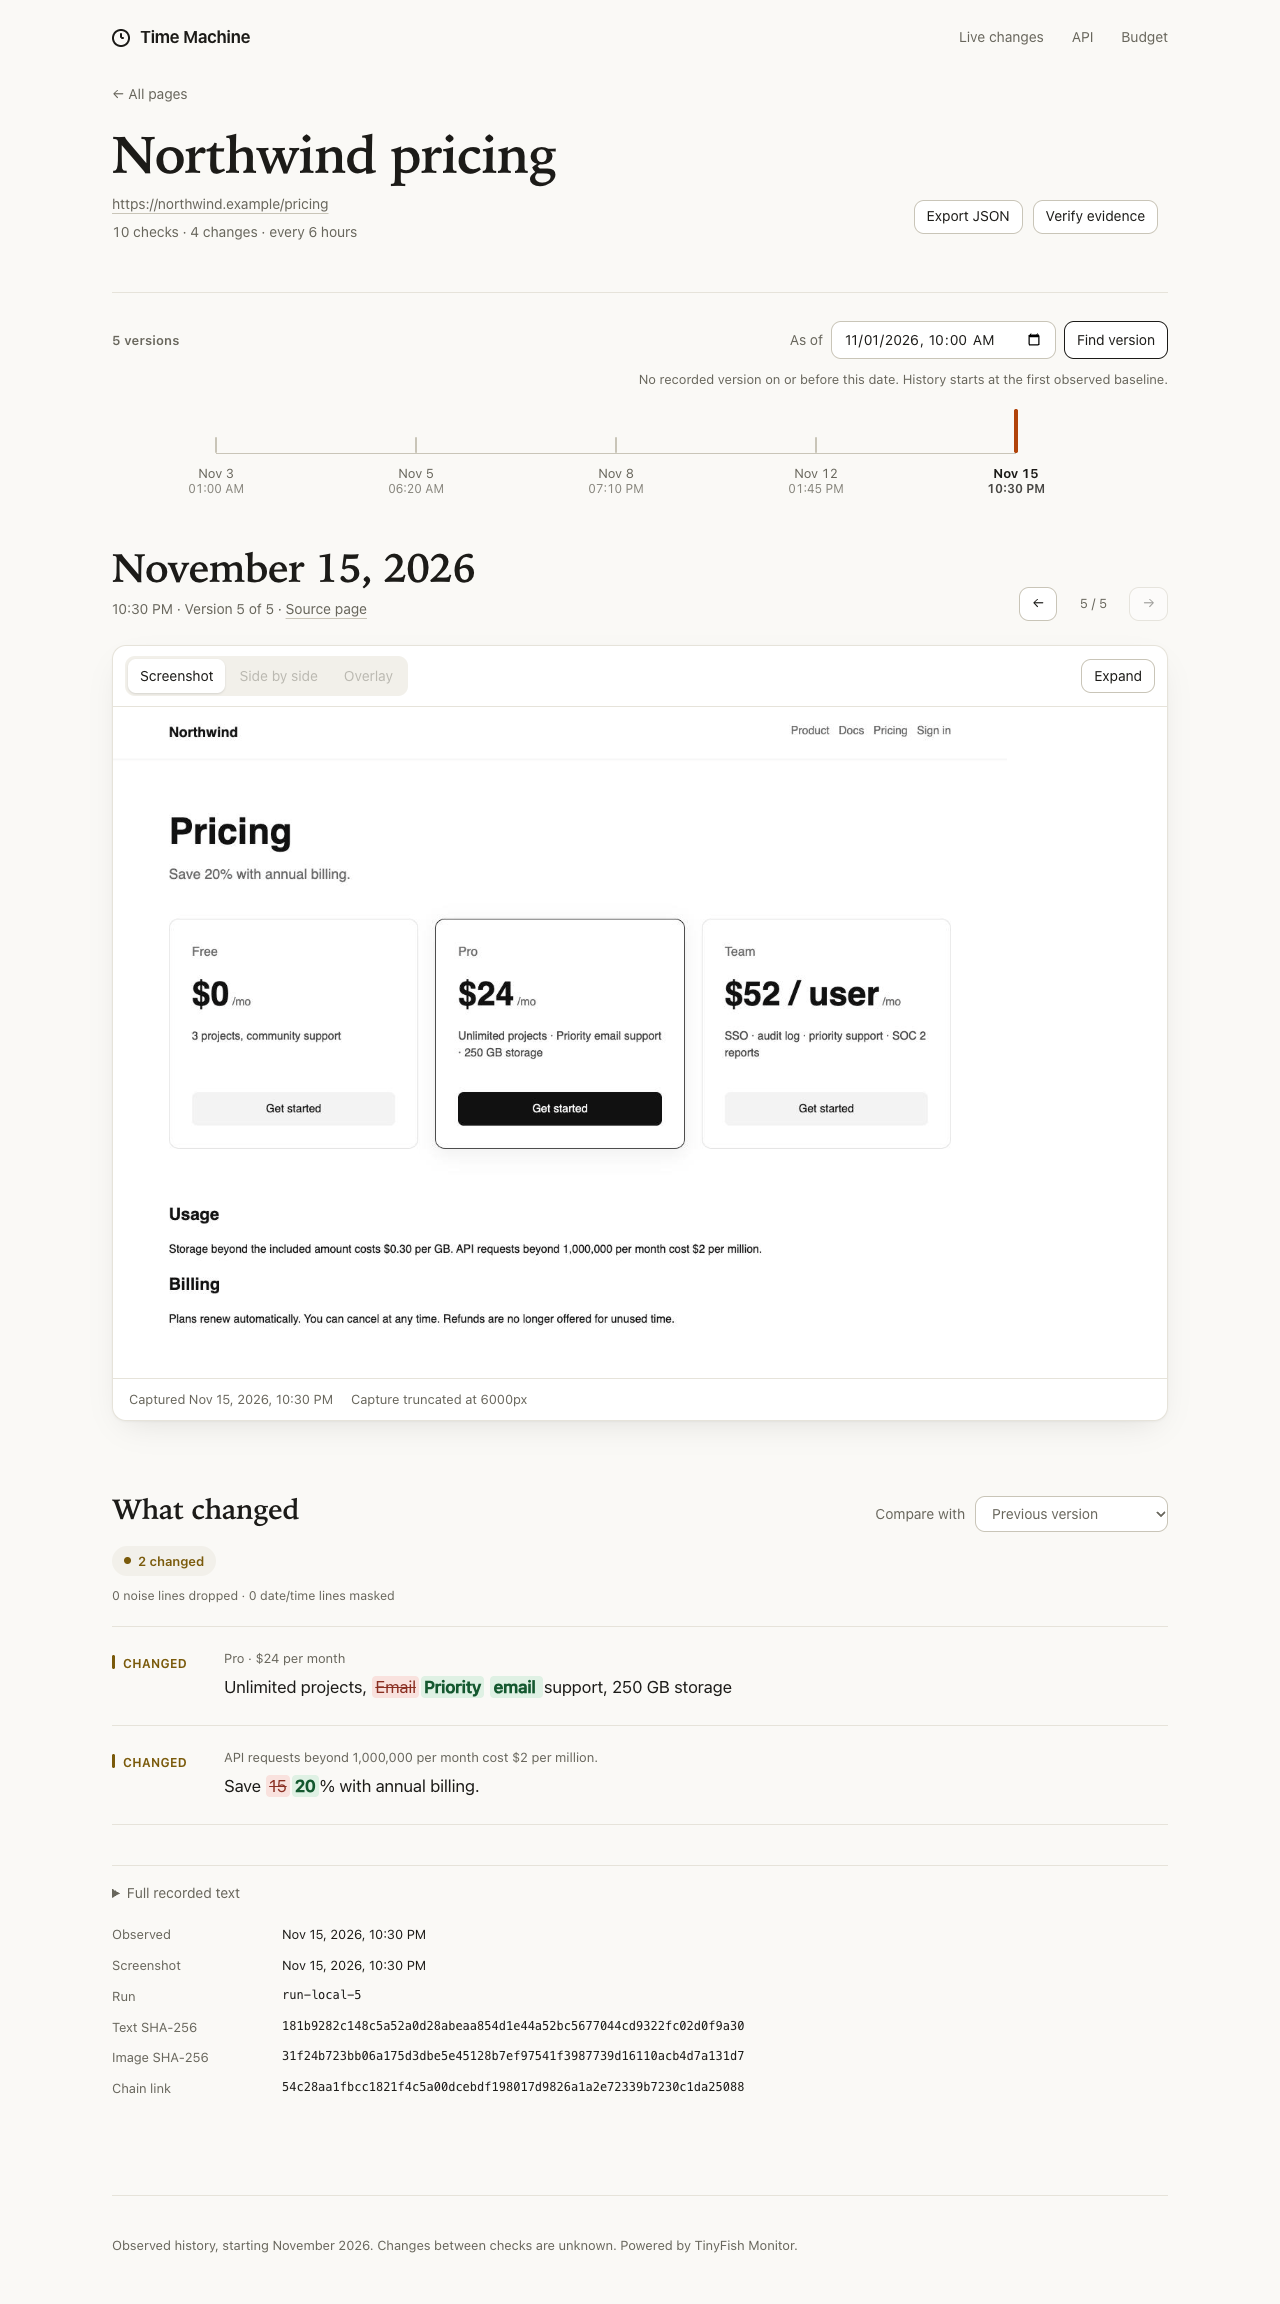 Time Machine
Live changes API Budget
← All pages
Northwind pricing
https://northwind.example/pricing
10 checks · 4 changes · every 6 hours
Export JSON Verify evidence
5 versions
As of 11/01/2026, 10:00 AM Find version
No recorded version on or before this date. History starts at the first observed baseline.
Nov 3 Nov 5 Nov 8 Nov 12 Nov 15
01:00 AM 06:20 AM 07:10 PM 01:45 PM 10:30 PM
November 15, 2026
10:30 PM · Version 5 of 5 · Source page
← 5 / 5 →
Screenshot Side by side Overlay Expand
Northwind Product Docs Pricing Sign in
Pricing
Save 20% with annual billing.
Free
$0 /mo
3 projects, community support
Get started
Pro
$24 /mo
Unlimited projects · Priority email support
· 250 GB storage
Get started
Team
$52 / user /mo
SSO · audit log · priority support · SOC 2
reports
Get started
Usage
Storage beyond the included amount costs $0.30 per GB. API requests beyond 1,000,000 per month cost $2 per million.
Billing
Plans renew automatically. You can cancel at any time. Refunds are no longer offered for unused time.
Captured Nov 15, 2026, 10:30 PM Capture truncated at 6000px
What changed
Compare with Previous version
2 changed
0 noise lines dropped · 0 date/time lines masked
CHANGED
Pro · $24 per month
Unlimited projects, Email Priority email support, 250 GB storage
CHANGED
API requests beyond 1,000,000 per month cost $2 per million.
Save 15 20 % with annual billing.
Full recorded text
Observed Nov 15, 2026, 10:30 PM
Screenshot Nov 15, 2026, 10:30 PM
Run run-local-5
Text SHA-256 181b9282c148c5a52a0d28abeaa854d1e44a52bc5677044cd9322fc02d0f9a30
Image SHA-256 31f24b723bb06a175d3dbe5e45128b7ef97541f3987739d16110acb4d7a131d7
Chain link 54c28aa1fbcc1821f4c5a00dcebdf198017d9826a1a2e72339b7230c1da25088
Observed history, starting November 2026. Changes between checks are unknown. Powered by TinyFish Monitor.